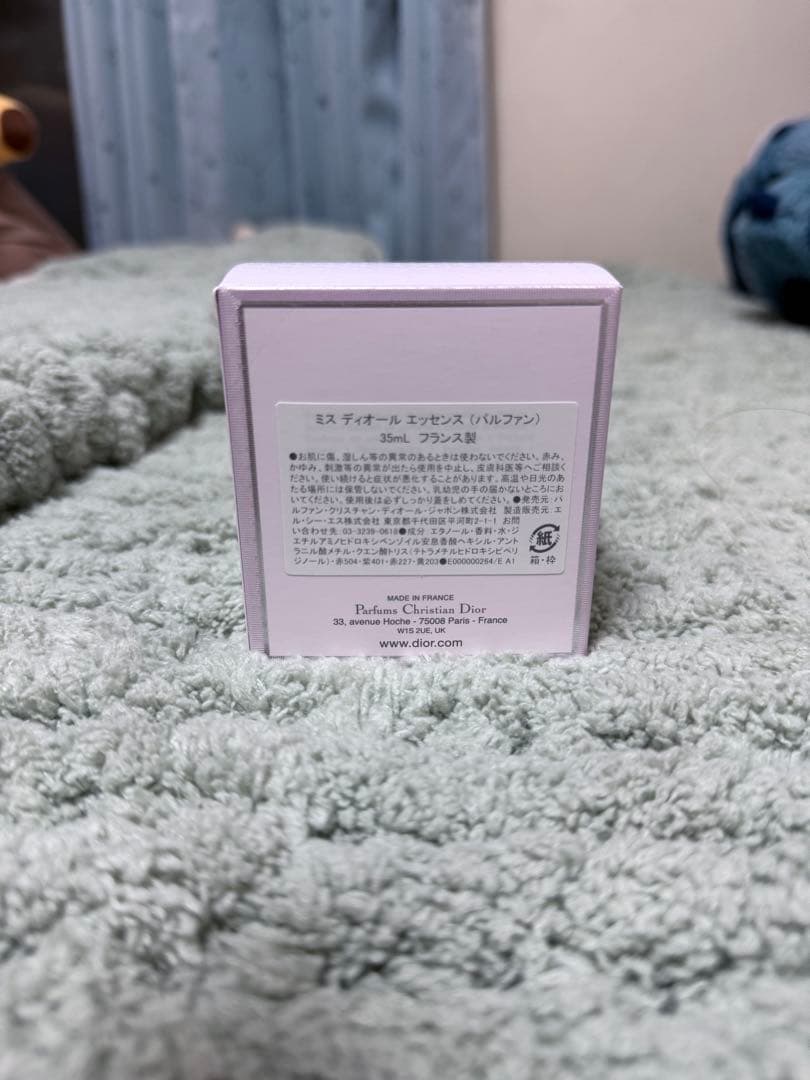 ミス ディオール エッセンス (パルファン)
35mL フランス製
●お肌に傷、湿しん等の異常のあるときは使わないでください。赤み、
かゆみ、刺激等の異常が出たら使用を中止し、皮膚科医等へご相談く
ださい。使い続けると症状が悪化することがあります。高温や日光のあ
たる場所には保管しないでください。乳幼児の手の届かないところにお
いてください。使用後は必ずしっかり蓋をしめてください。●発売元:パ
ルファン・クリスチャン・ディオール・ジャポン株式会社 製造販売元:エ
ル・シー・エス株式会社 東京都千代田区平河町2-1-1 お問
い合わせ先:03-3239-0618●成分 エタノール・香料・水・ジ
エチルアミノヒドロキシベンゾイル安息香酸ヘキシル・アント
ラニル酸メチル・クエン酸トリス(テトラメチルヒドロキシピペリ
ジノール)・赤504・紫401・赤227・黄203●E000000264/E A1
紙
箱・枠
MADE IN FRANCE
Parfums Christian Dior
33, avenue Hoche - 75008 Paris - France
W1S 2UE, UK
www.dior.com